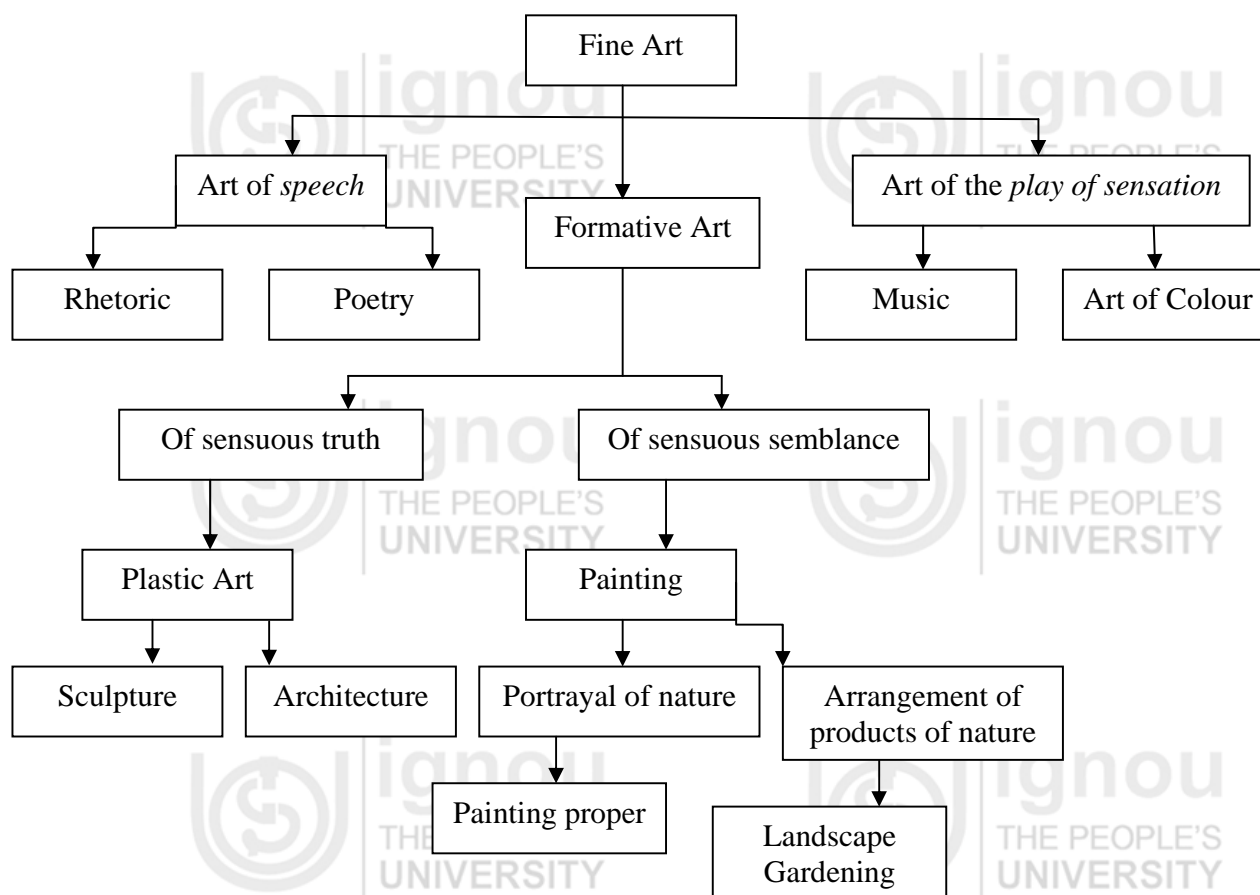 Fine Art
ignou
THE PEOPLE'S
UNIVERSITY
ignou
THE PEOPLE'S
Art of speech
Formative Art
Art of the play of sensation
Rhetoric
Poetry
Music
Art of Colour
Of sensuous truth
Of sensuous semblance
ignou
THE PEOPLE'S
UNIVERSITY
ignou
THE PEOPLE'S
UNIVERSITY
Plastic Art
Painting
Sculpture
Architecture
Portrayal of nature
Arrangement of
products of nature
Painting proper
Landscape
Gardening
ignou
THE PEOPLE'S
UNIVERSITY
ignou
THE PEOPLE'S
UNIVERSITY